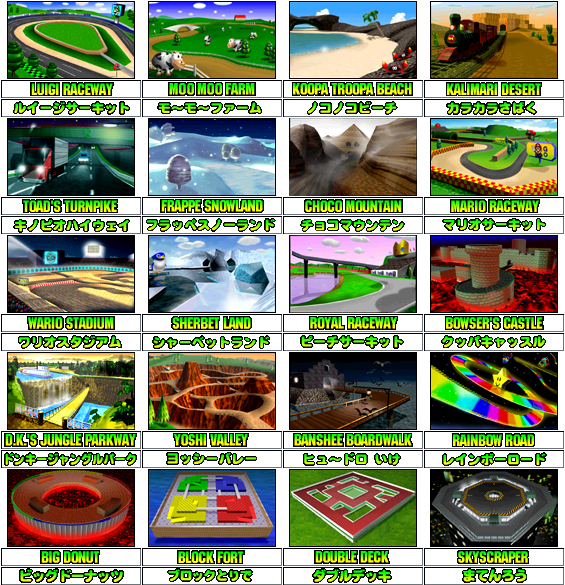 LUIGI RACEWAY
ルイージサーキット
MOO MOO FARM
モ〜モ〜ファーム
KOOPA TROOPA BEACH
ノコノコビーチ
KALIMARI DESERT
カラカラさばく
TOAD'S TURNPIKE
キノピオハイウェイ
FRAPPE SNOWLAND
フラッペスノーランド
CHOCO MOUNTAIN
チョコマウンテン
MARIO RACEWAY
マリオサーキット
WARIO STADIUM
ワリオスタジアム
SHERBET LAND
シャーベットランド
ROYAL RACEWAY
ピーチサーキット
BOWSER'S CASTLE
クッパキャッスル
D.K.'S JUNGLE PARKWAY
ドンキージャングルパーク
YOSHI VALLEY
ヨッシーバレー
BANSHEE BOARDWALK
ヒュ〜ドロ いけ
RAINBOW ROAD
レインボーロード
BIG DONUT
ビッグドーナッツ
BLOCK FORT
ブロックとりで
DOUBLE DECK
ダブルデッキ
SKYSCRAPER
まてんろう